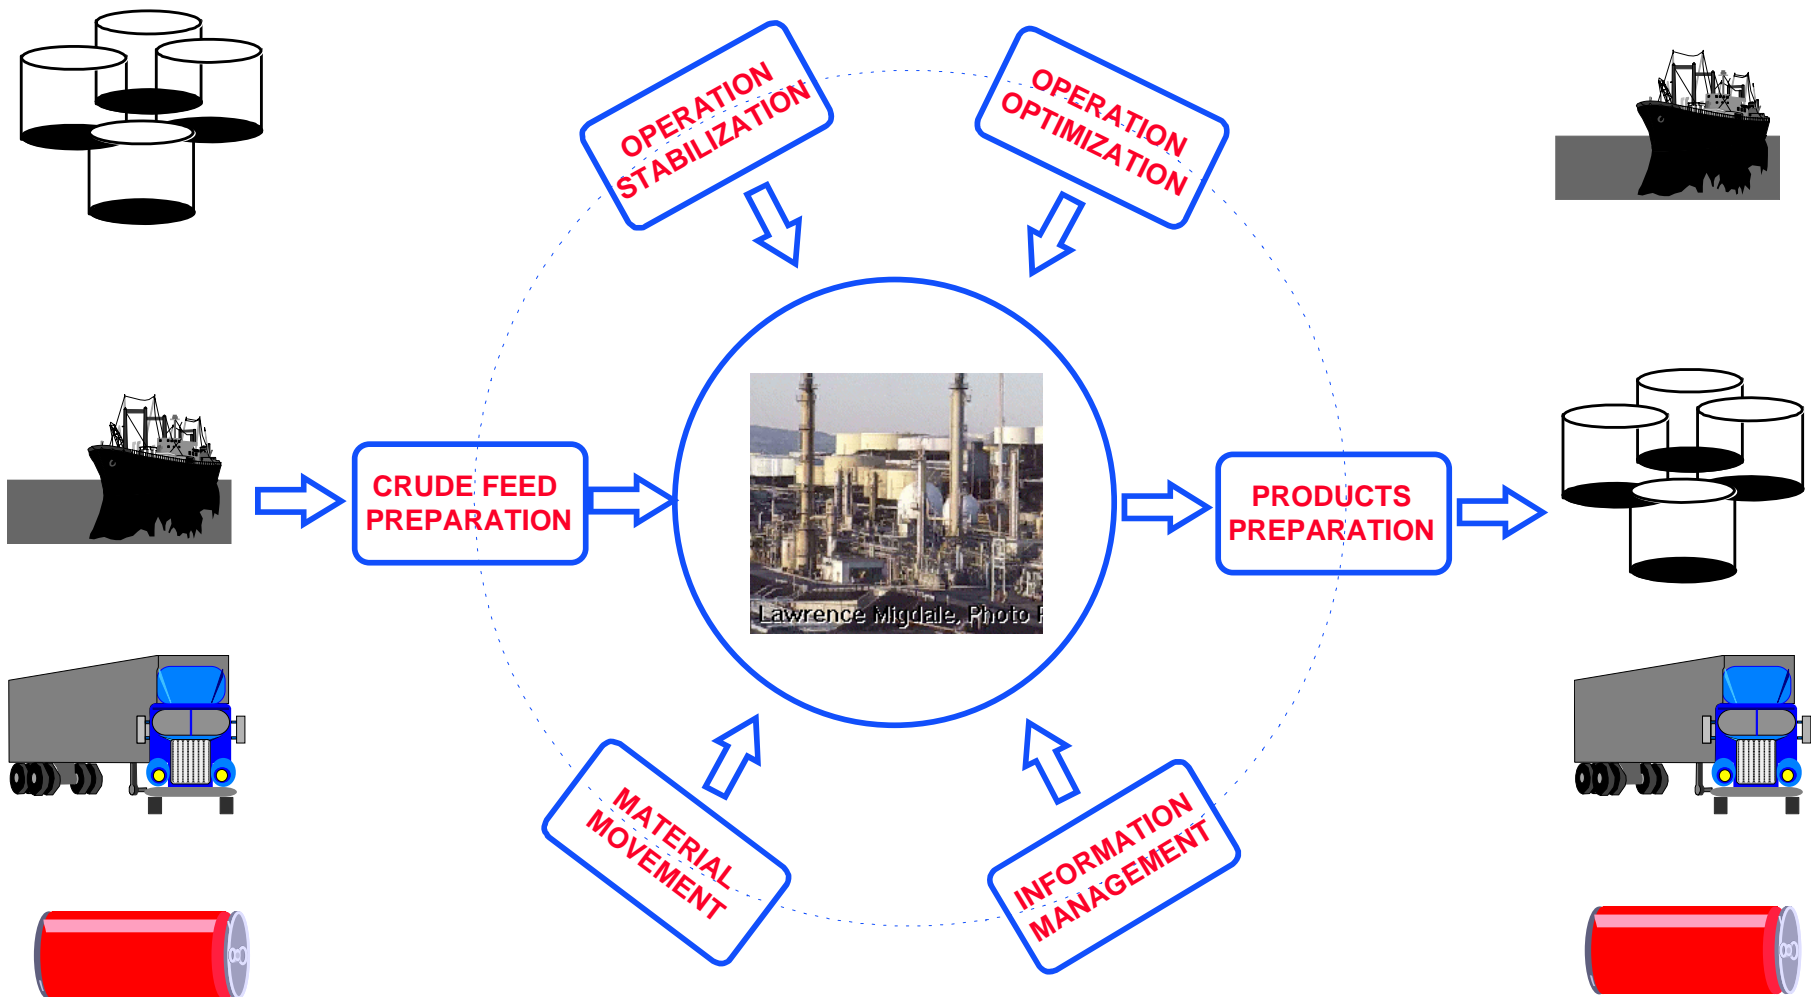 OPERATION
STABILIZATION
OPERATION
OPTIMIZATION
CRUDE FEED
PREPARATION
PRODUCTS
PREPARATION
Lawrence Migdale, Photo
MATERIAL
MOVEMENT
INFORMATION
MANAGEMENT